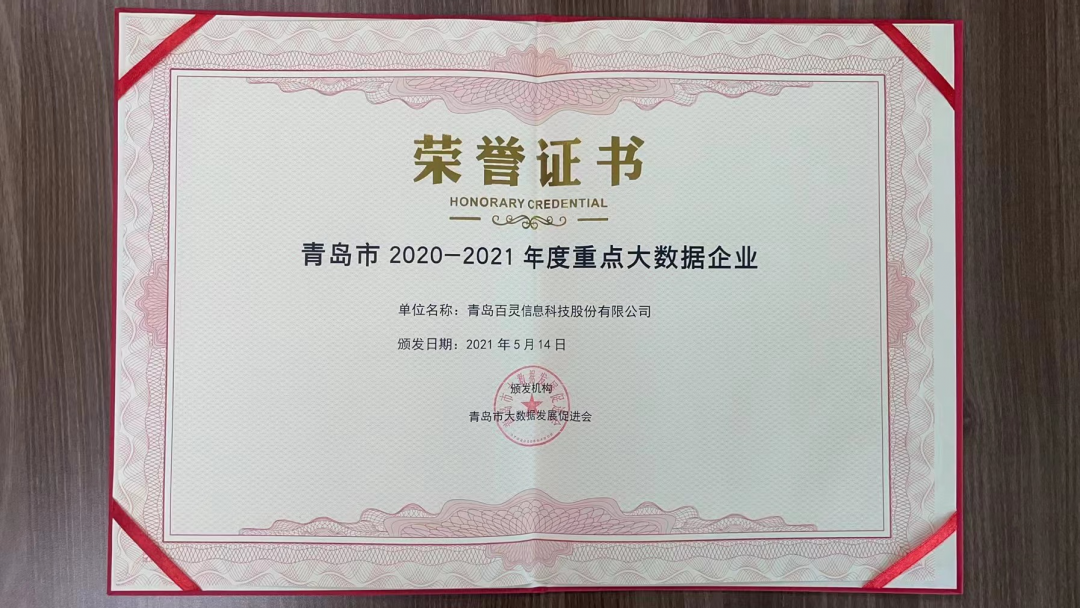 荣誉证书
HONORARY CREDENTIAL
青岛市 2020-2021 年度重点大数据企业
单位名称：青岛百灵信息科技股份有限公司
颁发日期：2021 年 5 月 14 日
颁发机构
青岛市大数据发展促进会